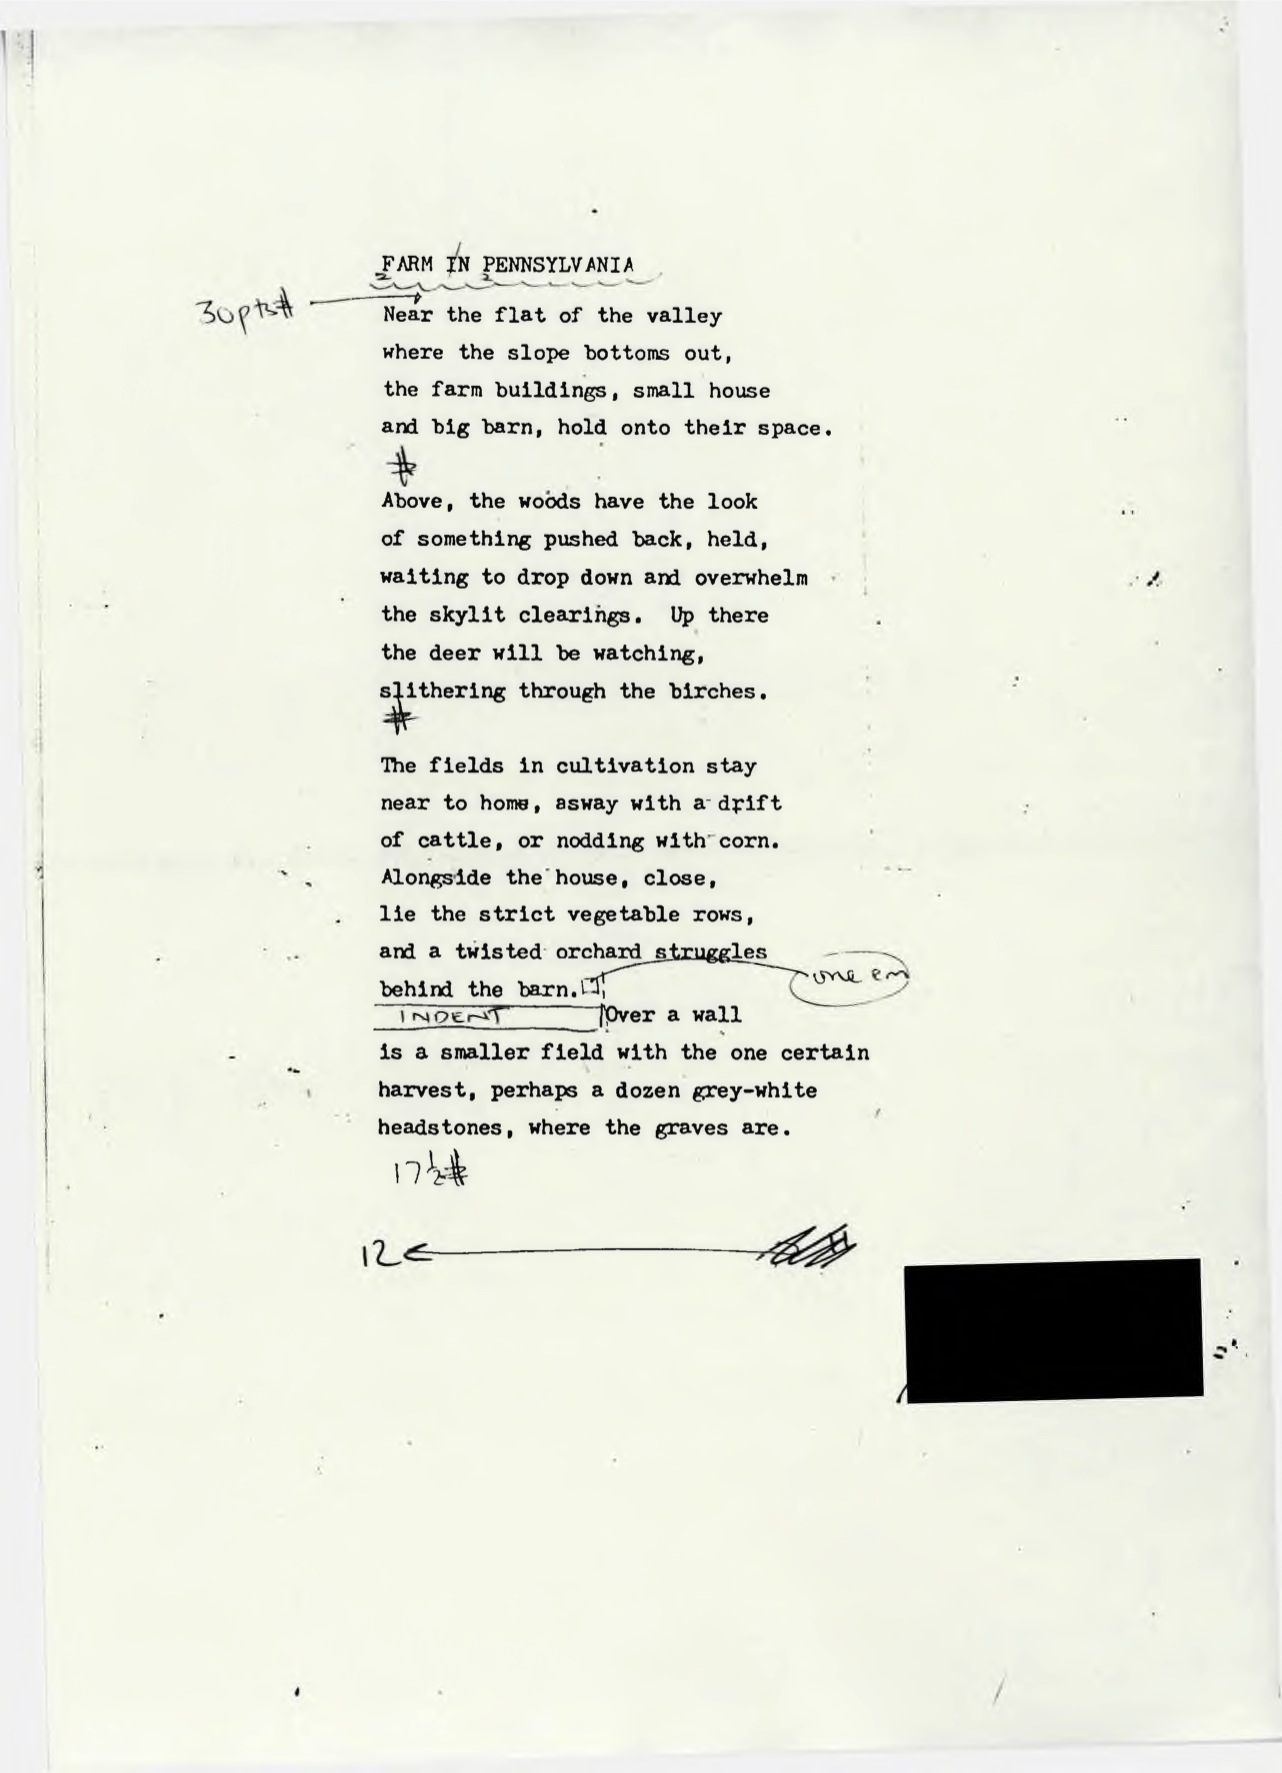 FARM IN PENNSYLVANIA
30pts#
Near the flat of the valley
where the slope bottoms out,
the farm buildings, small house
and big barn, hold onto their space.
#
Above, the woods have the look
of something pushed back, held,
waiting to drop down and overwhelm
the skylit clearings. Up there
the deer will be watching,
slithering through the birches.
#
The fields in cultivation stay
near to home, asway with a drift
of cattle, or nodding with corn.
Alongside the house, close,
lie the strict vegetable rows,
and a twisted orchard struggles
behind the barn. one em
INDENT Over a wall
is a smaller field with the one certain
harvest, perhaps a dozen grey-white
headstones, where the graves are.
17½#
12